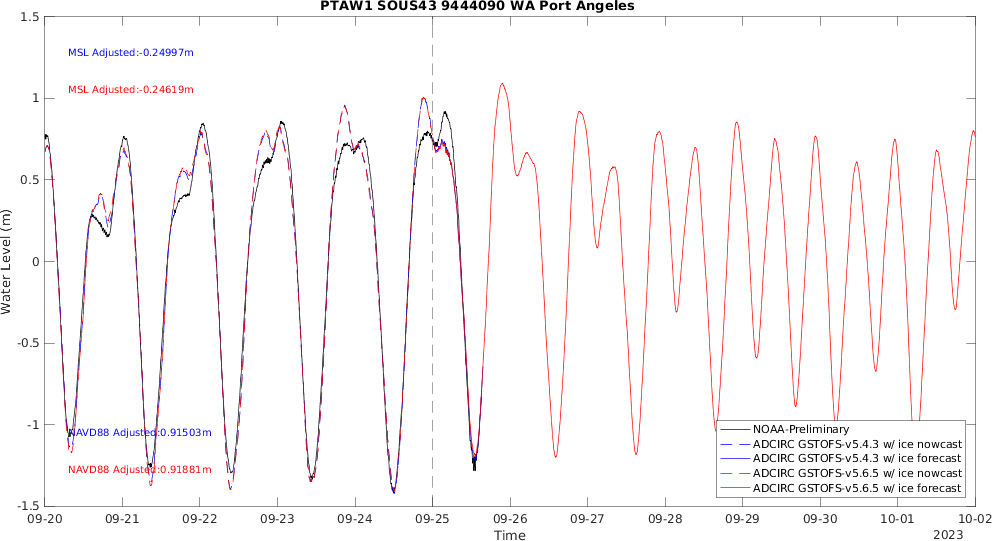 PTAW1 SOUS43 9444090 WA Port Angeles
1.5
MSL Adjusted:-0.24997m
MSL Adjusted:-0.24619m
1
0.5
0
-0.5
-1
-1.5
Water Level (m)
NAVD88 Adjusted:0.91503m
NAVD88 Adjusted:0.91881m
NOAA-Preliminary
ADCIRC GSTOFS-v5.4.3 w/ ice nowcast
ADCIRC GSTOFS-v5.4.3 w/ ice forecast
ADCIRC GSTOFS-v5.6.5 w/ ice nowcast
ADCIRC GSTOFS-v5.6.5 w/ ice forecast
09-20 09-21 09-22 09-23 09-24 09-25 09-26 09-27 09-28 09-29 09-30 10-01 10-02
Time
2023